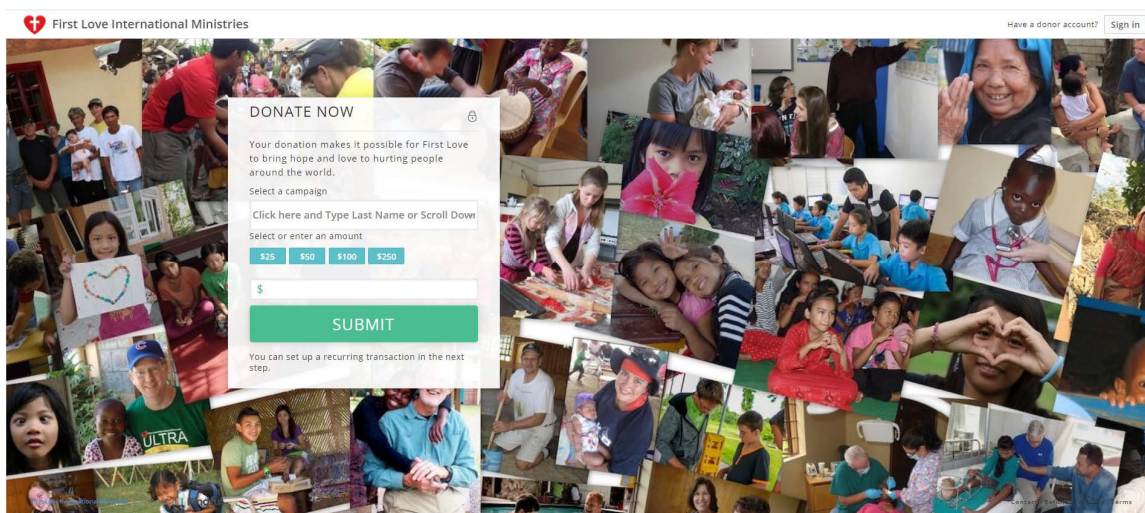 First Love International Ministries
Have a donor account? Sign in
DONATE NOW
Your donation makes it possible for First Love
to bring hope and love to hurting people
around the world.
Select a campaign
Click here and Type Last Name or Scroll Down
Select or enter an amount
$25 $50 $100 $250
$
SUBMIT
You can set up a recurring transaction in the next
step.
ULTRA